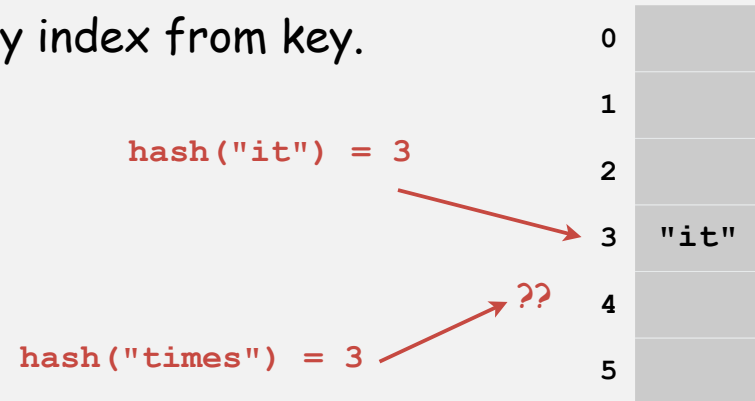 y index from key.
0
1
hash("it") = 3
2
3 "it"
?? 4
hash("times") = 3
5